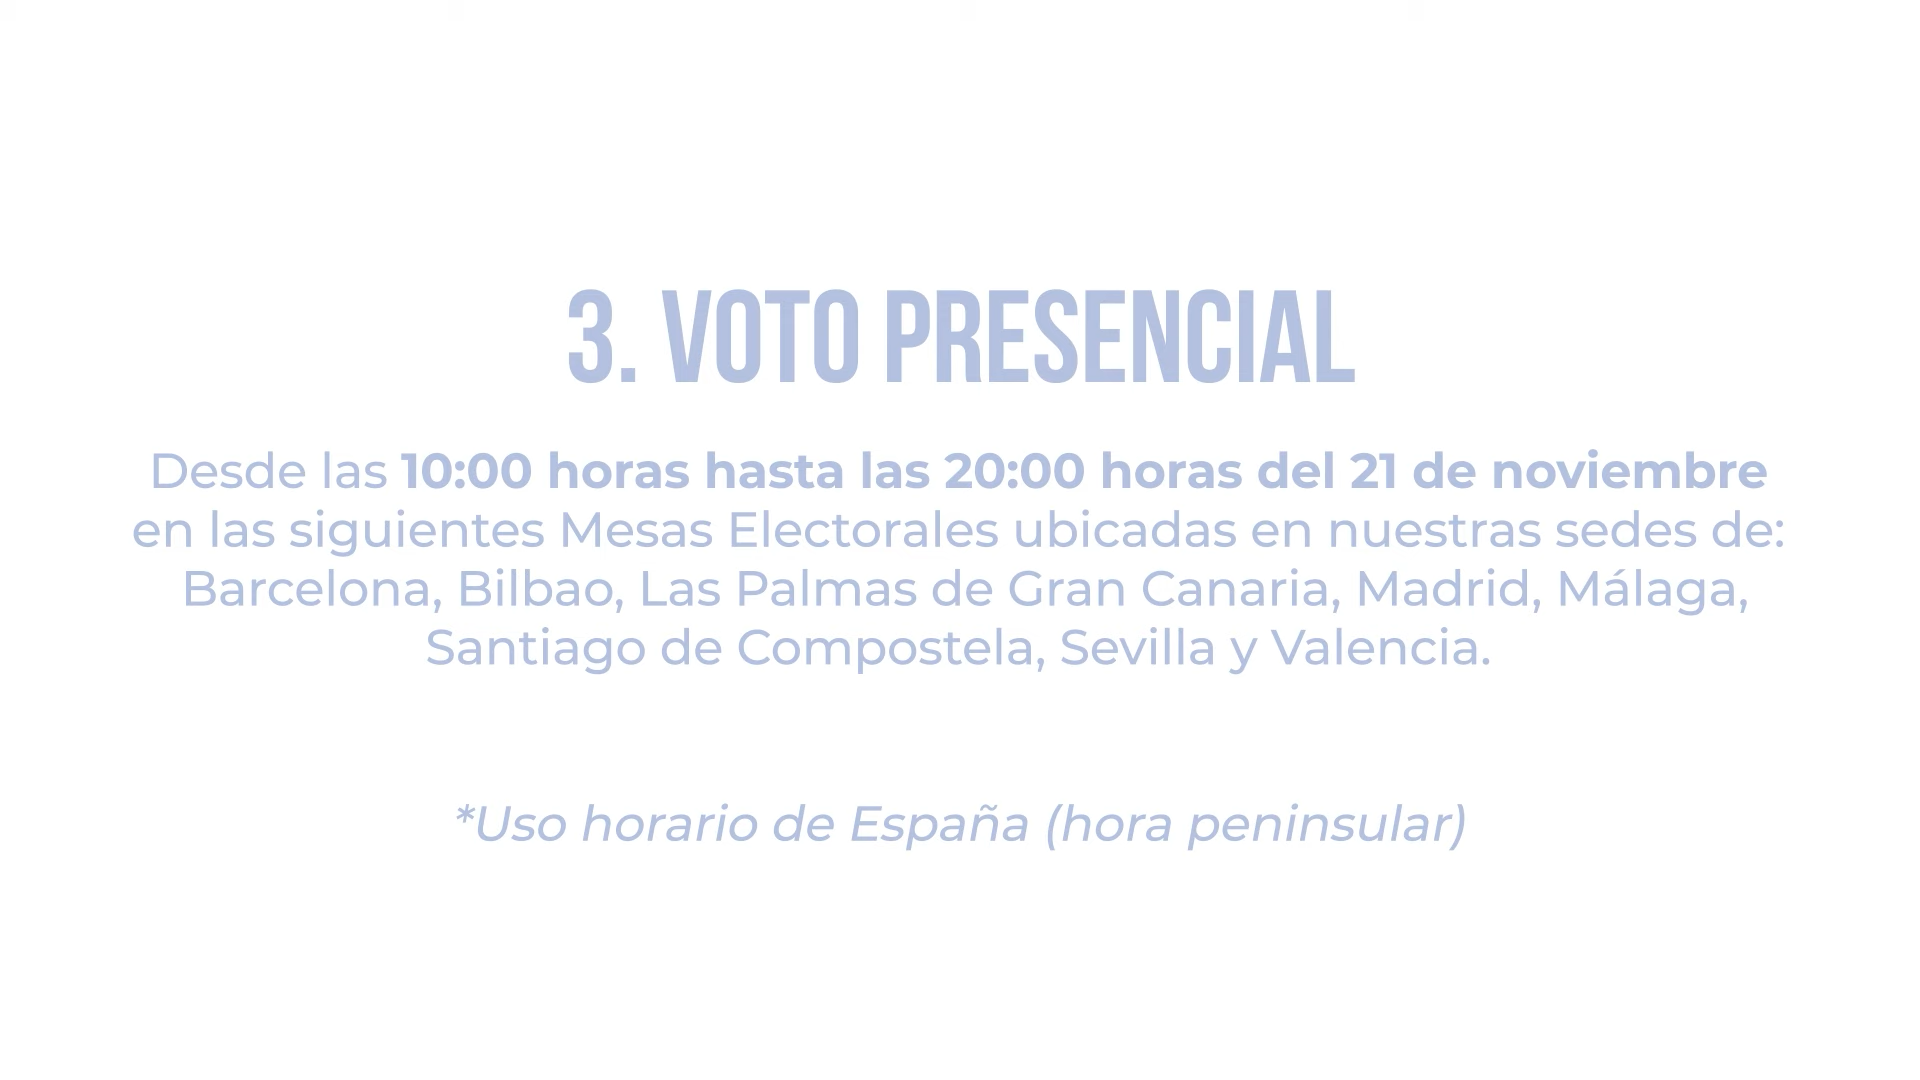 3. VOTO PRESENCIAL
Desde las 10:00 horas hasta las 20:00 horas del 21 de noviembre
en las siguientes Mesas Electorales ubicadas en nuestras sedes de:
Barcelona, Bilbao, Las Palmas de Gran Canaria, Madrid, Málaga,
Santiago de Compostela, Sevilla y Valencia.
*Uso horario de España (hora peninsular)